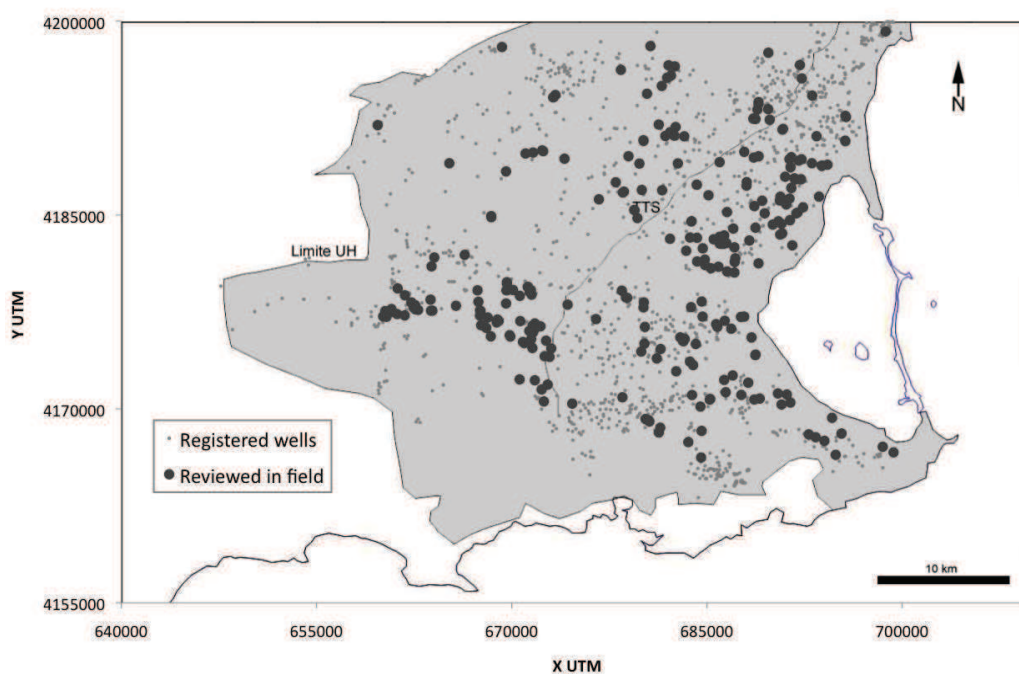 4200000
N
4185000
TTS
Limite UH
Y UTM
4170000
Registered wells
Reviewed in field
10 km
4155000
640000 655000 670000 685000 700000
X UTM